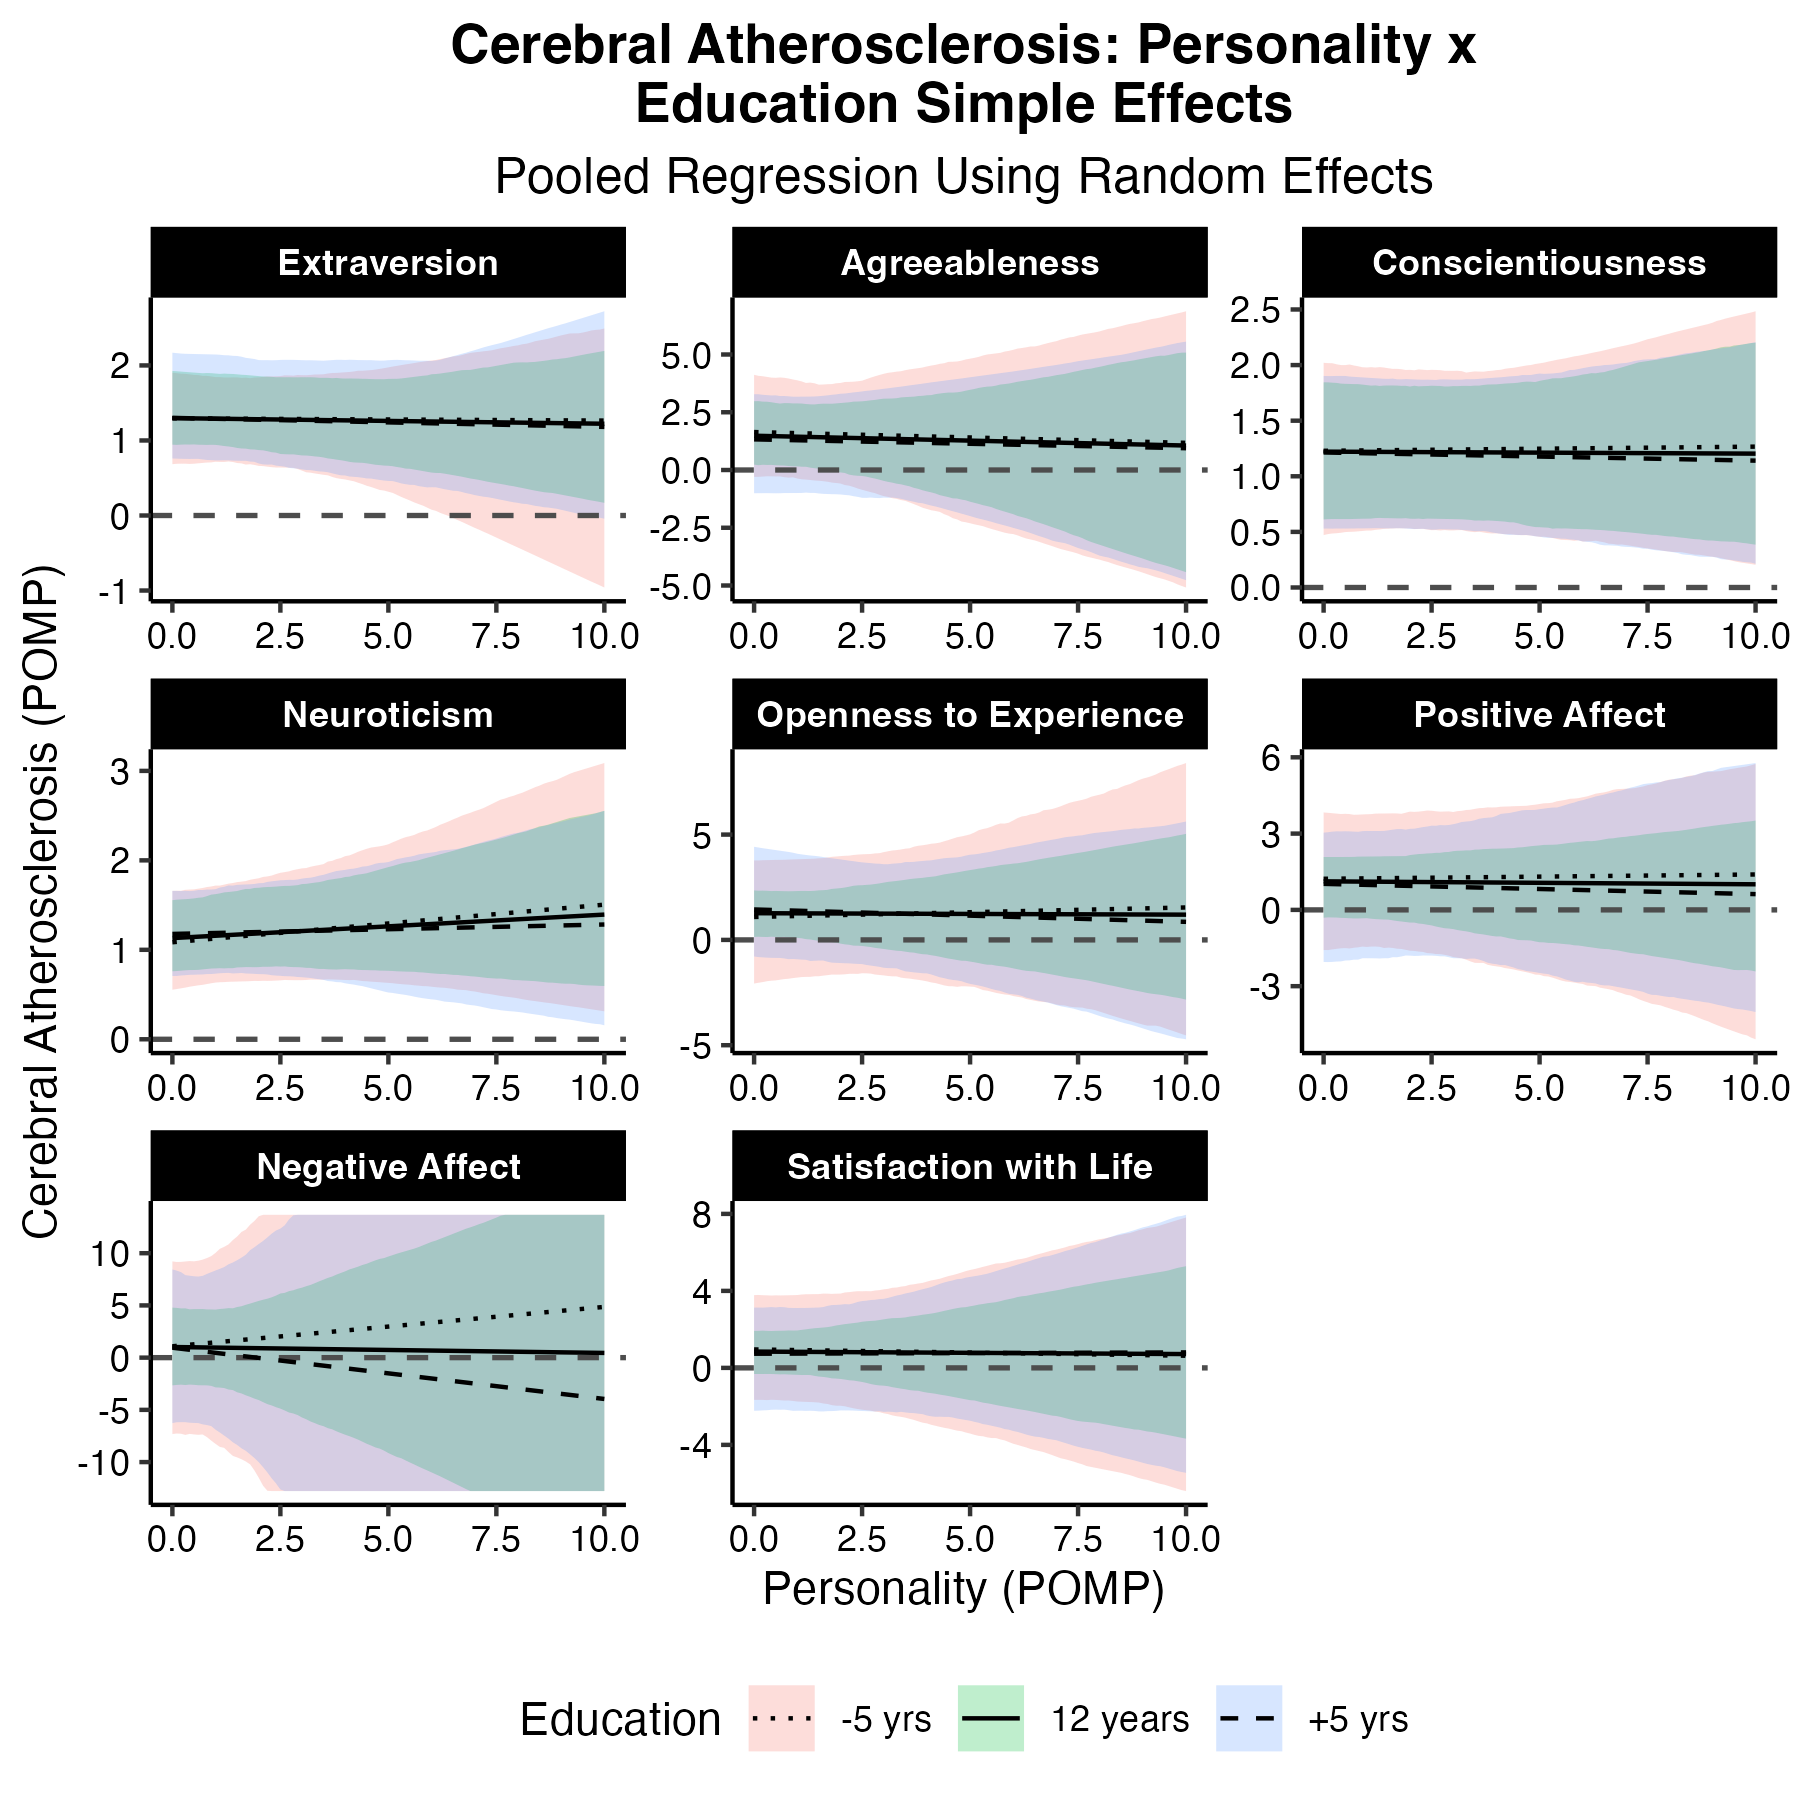 Cerebral Atherosclerosis: Personality x
Education Simple Effects
Pooled Regression Using Random Effects
Cerebral Atherosclerosis (POMP)
Extraversion
2
1
0
-1
0.0 2.5 5.0 7.5 10.0
Agreeableness
5.0
2.5
0.0
-2.5
-5.0
0.0 2.5 5.0 7.5 10.0
Conscientiousness
2.5
2.0
1.5
1.0
0.5
0.0
0.0 2.5 5.0 7.5 10.0
Neuroticism
3
2
1
0
0.0 2.5 5.0 7.5 10.0
Openness to Experience
5
0
-5
0.0 2.5 5.0 7.5 10.0
Positive Affect
6
3
0
-3
0.0 2.5 5.0 7.5 10.0
Negative Affect
10
5
0
-5
-10
0.0 2.5 5.0 7.5 10.0
Satisfaction with Life
8
4
0
-4
0.0 2.5 5.0 7.5 10.0
Personality (POMP)
Education -5 yrs 12 years +5 yrs